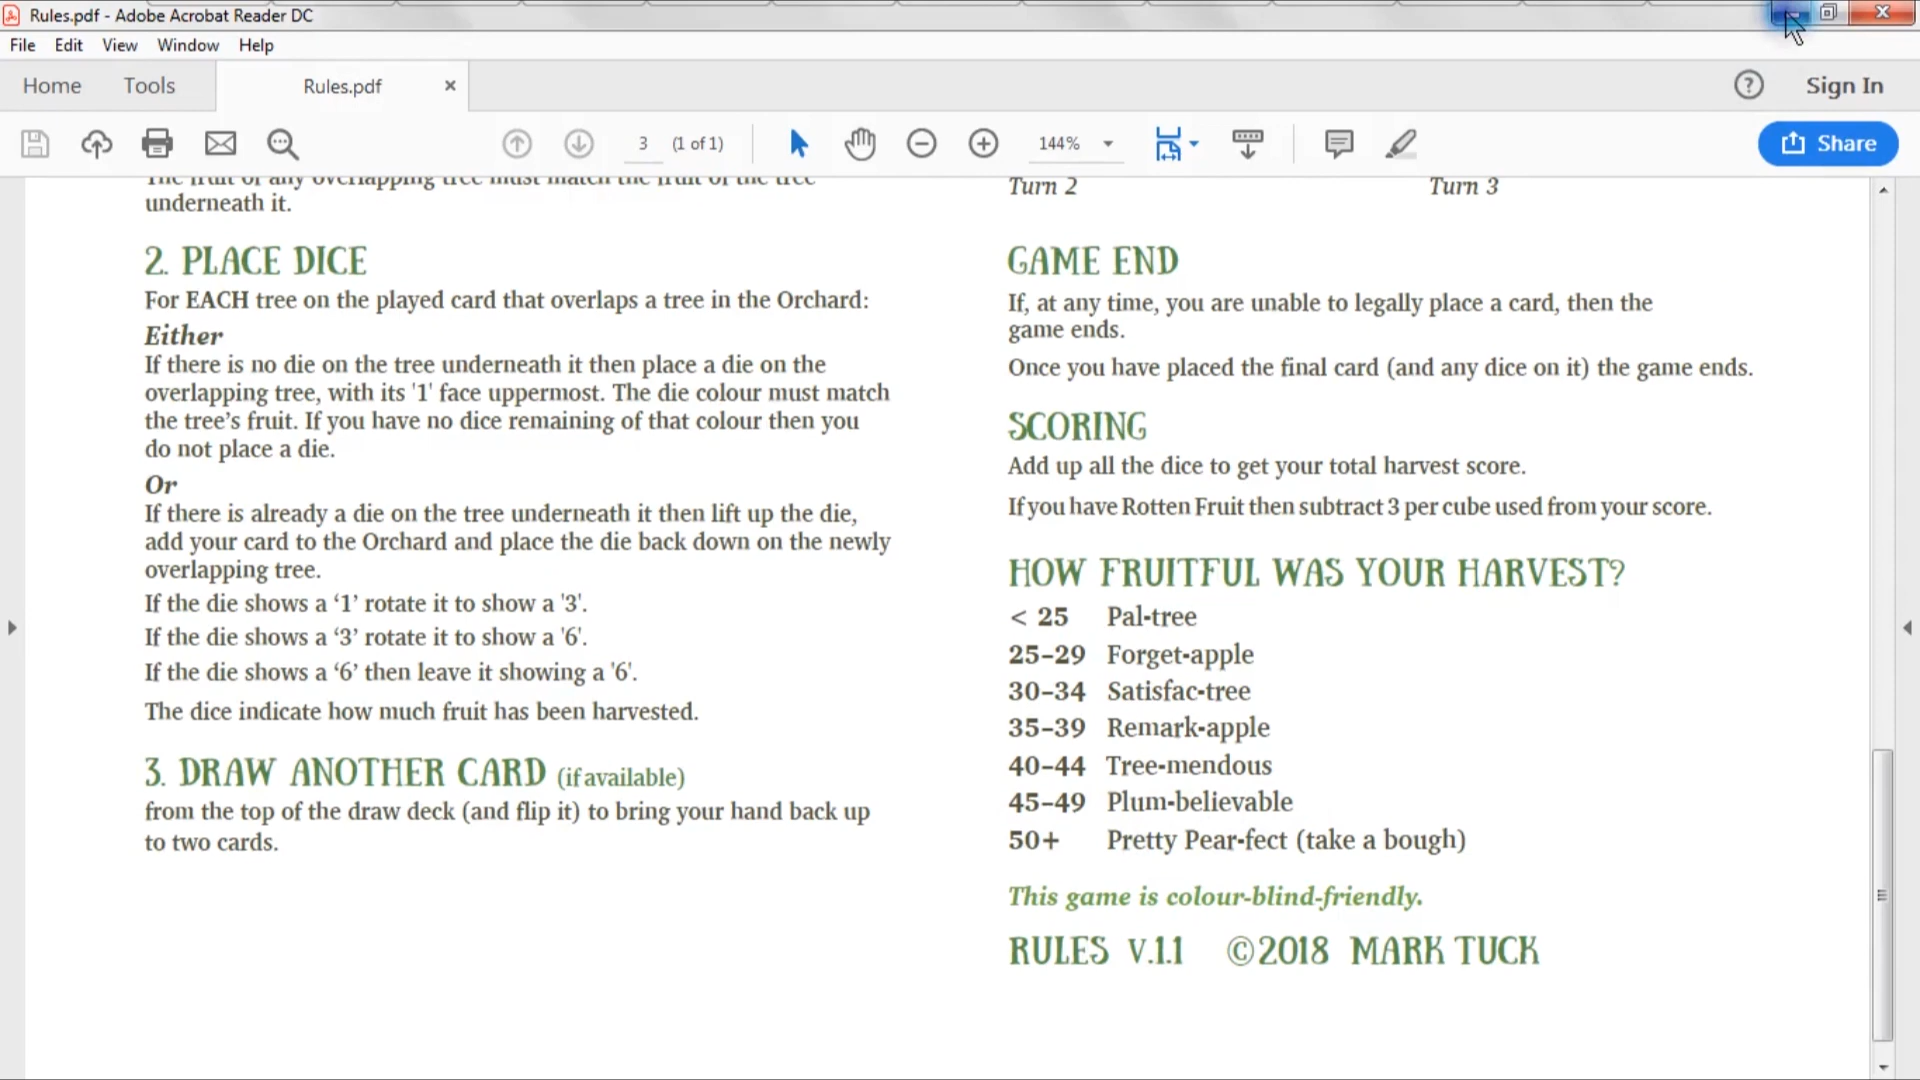 Rules.pdf - Adobe Acrobat Reader DC
File Edit View Window Help
Home Tools Rules.pdf Sign In
3 (1 of 1) 144% Share
The fruit of any overlapping tree must match the fruit of the tree
underneath it.
2. PLACE DICE
For EACH tree on the played card that overlaps a tree in the Orchard:
Either
If there is no die on the tree underneath it then place a die on the
overlapping tree, with its '1' face uppermost. The die colour must match
the tree's fruit. If you have no dice remaining of that colour then you
do not place a die.
Or
If there is already a die on the tree underneath it then lift up the die,
add your card to the Orchard and place the die back down on the newly
overlapping tree.
If the die shows a ‘1’ rotate it to show a '3'.
If the die shows a ‘3’ rotate it to show a '6'.
If the die shows a ‘6’ then leave it showing a '6'.
The dice indicate how much fruit has been harvested.
3. DRAW ANOTHER CARD (if available)
from the top of the draw deck (and flip it) to bring your hand back up
to two cards.
Turn 2 Turn 3
GAME END
If, at any time, you are unable to legally place a card, then the
game ends.
Once you have placed the final card (and any dice on it) the game ends.
SCORING
Add up all the dice to get your total harvest score.
If you have Rotten Fruit then subtract 3 per cube used from your score.
HOW FRUITFUL WAS YOUR HARVEST?
< 25 Pal-tree
25–29 Forget-apple
30–34 Satisfac-tree
35–39 Remark-apple
40–44 Tree-mendous
45–49 Plum-believable
50+ Pretty Pear-fect (take a bough)
This game is colour-blind-friendly.
RULES V.1.1 ©2018 MARK TUCK